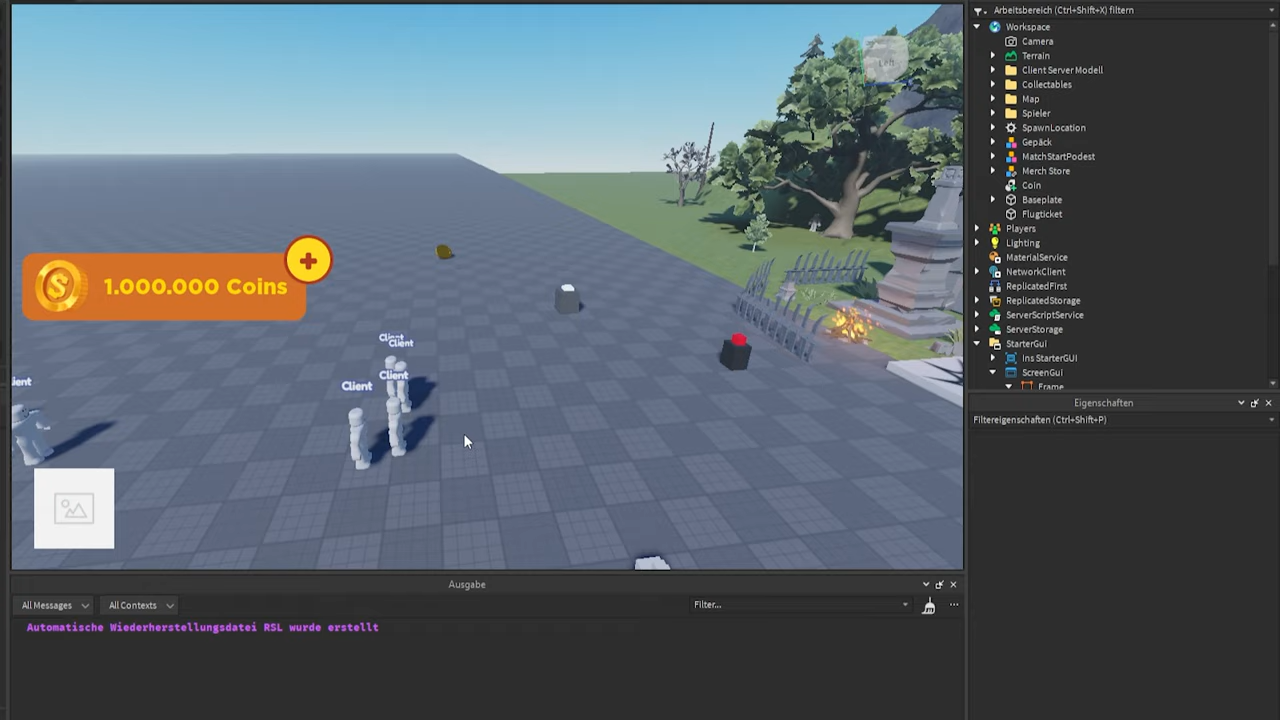 Arbeitsbereich (Ctrl+Shift+X) filtern
Workspace
Camera
Terrain
Client Server Modell
Collectables
Map
Spieler
SpawnLocation
Gepäck
MatchStartPodest
Merch Store
Coin
Baseplate
Flugticket
Players
Lighting
MaterialService
NetworkClient
ReplicatedFirst
ReplicatedStorage
ServerScriptService
ServerStorage
StarterGui
Ins StarterGUI
ScreenGui
Frame
Eigenschaften
Filtereigenschaften (Ctrl+Shift+P)
1.000.000 Coins
Client
Client
Client
Client
ient
Ausgabe
All Messages
All Contexts
Filter...
Automatische Wiederherstellungsdatei RSL wurde erstellt